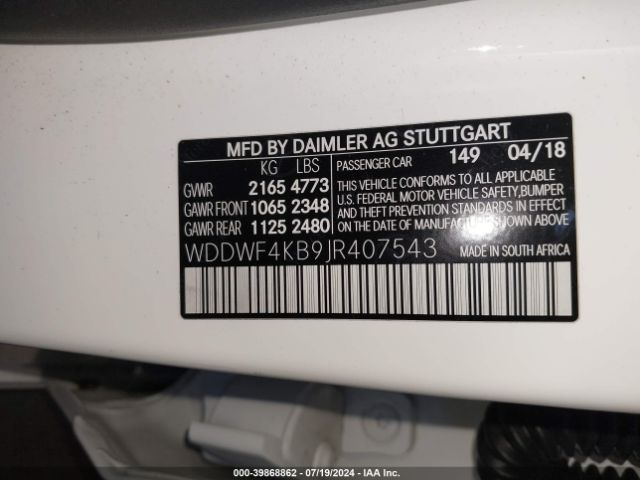 MFD BY DAIMLER AG STUTTGART
KG LBS
GVWR 2165 4773
GAWR FRONT 1065 2348
GAWR REAR 1125 2480
PASSENGER CAR 149 04/18
THIS VEHICLE CONFORMS TO ALL APPLICABLE
U.S. FEDERAL MOTOR VEHICLE SAFETY, BUMPER
AND THEFT PREVENTION STANDARDS IN EFFECT
ON THE DATE OF MANUFACTURE SHOWN ABOVE
WDDWF4KB9JR407543 MADE IN SOUTH AFRICA
000-39868862 - 07/19/2024 - IAA Inc.